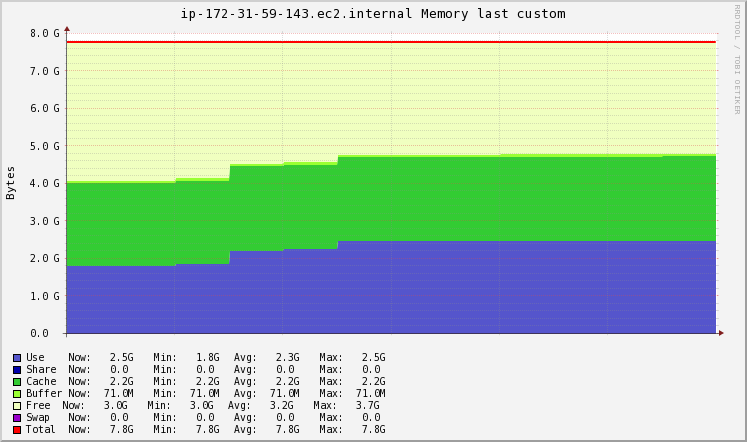 ip-172-31-59-143.ec2.internal Memory last custom
RRDTOOL / TOBI OETIKER
Bytes
8.0 G
7.0 G
6.0 G
5.0 G
4.0 G
3.0 G
2.0 G
1.0 G
0.0
Use Now: 2.5G Min: 1.8G Avg: 2.3G Max: 2.5G
Share Now: 0.0 Min: 0.0 Avg: 0.0 Max: 0.0
Cache Now: 2.2G Min: 2.2G Avg: 2.2G Max: 2.2G
Buffer Now: 71.0M Min: 71.0M Avg: 71.0M Max: 71.0M
Free Now: 3.0G Min: 3.0G Avg: 3.2G Max: 3.7G
Swap Now: 0.0 Min: 0.0 Avg: 0.0 Max: 0.0
Total Now: 7.8G Min: 7.8G Avg: 7.8G Max: 7.8G